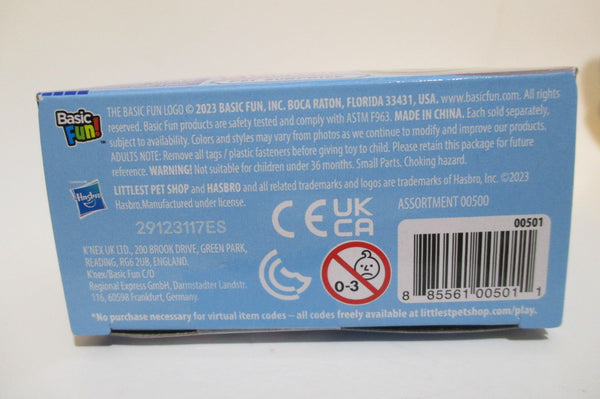 Basic Fun!
THE BASIC FUN LOGO © 2023 BASIC FUN, INC. BOCA RATON, FLORIDA 33431, USA. www.basicfun.com. All rights
reserved. Basic Fun products are safety tested and comply with ASTM F963. MADE IN CHINA. Each sold separately,
subject to availability. Colors and styles may vary from photos as we continue to modify and improve our products.
ADULTS NOTE: Remove all tags / plastic fasteners before giving toy to child. Please retain this package for future
reference. WARNING! Not suitable for children under 36 months. Small Parts. Choking hazard.
Hasbro
LITTLEST PET SHOP and HASBRO and all related trademarks and logos are trademarks of Hasbro, Inc. ©2023
Hasbro.Manufactured under license.
ASSORTMENT 00500
29123117ES
CE UK
CA
00501
K'NEX UK LTD., 200 BROOK DRIVE, GREEN PARK,
READING, RG6 2UB, ENGLAND.
K'nex/Basic Fun C/O
Regional Express GmbH, Darmstadter Landstr.
116, 60598 Frankfurt, Germany.
0-3
8 85561 00501 1
*No purchase necessary for virtual item codes – all codes freely available at littlestpetshop.com/play.